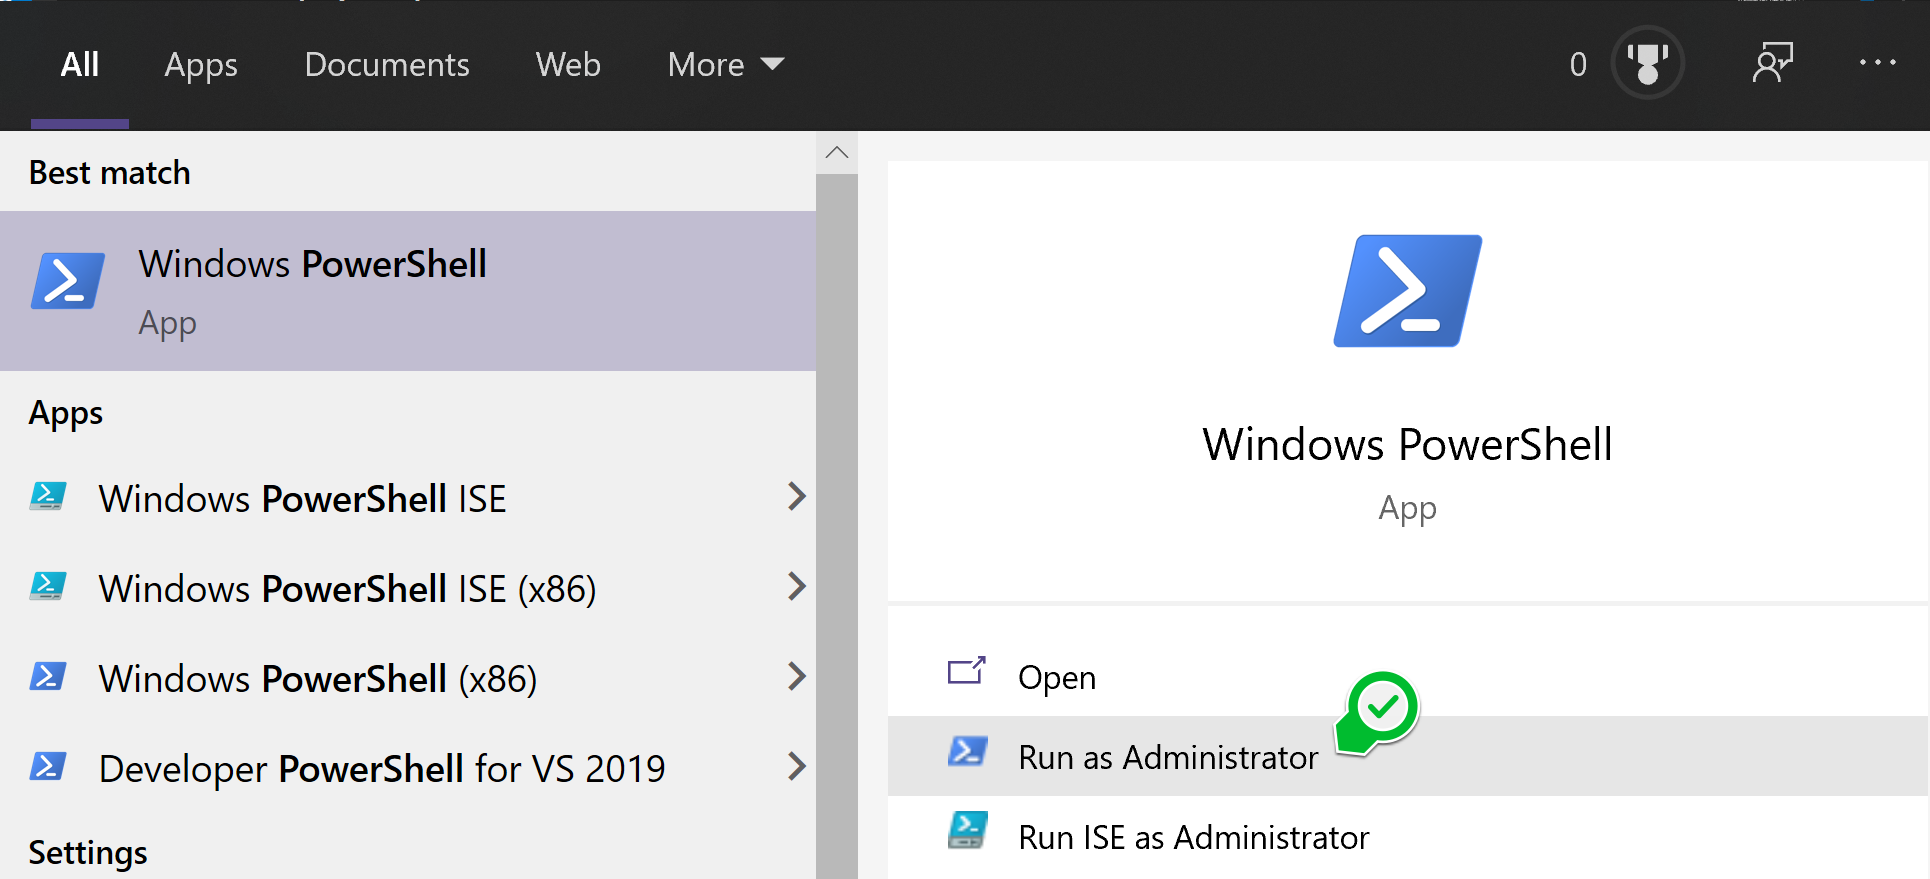 All Apps Documents Web More 0
Best match
Windows PowerShell
App
Apps
Windows PowerShell ISE
Windows PowerShell ISE (x86)
Windows PowerShell (x86)
Developer PowerShell for VS 2019
Settings
Windows PowerShell
App
Open
Run as Administrator
Run ISE as Administrator